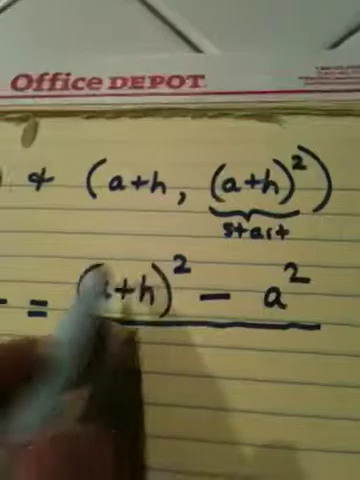 Office DEPOT
& (a+h, (a+h)²)
start
= (a+h)² - a²